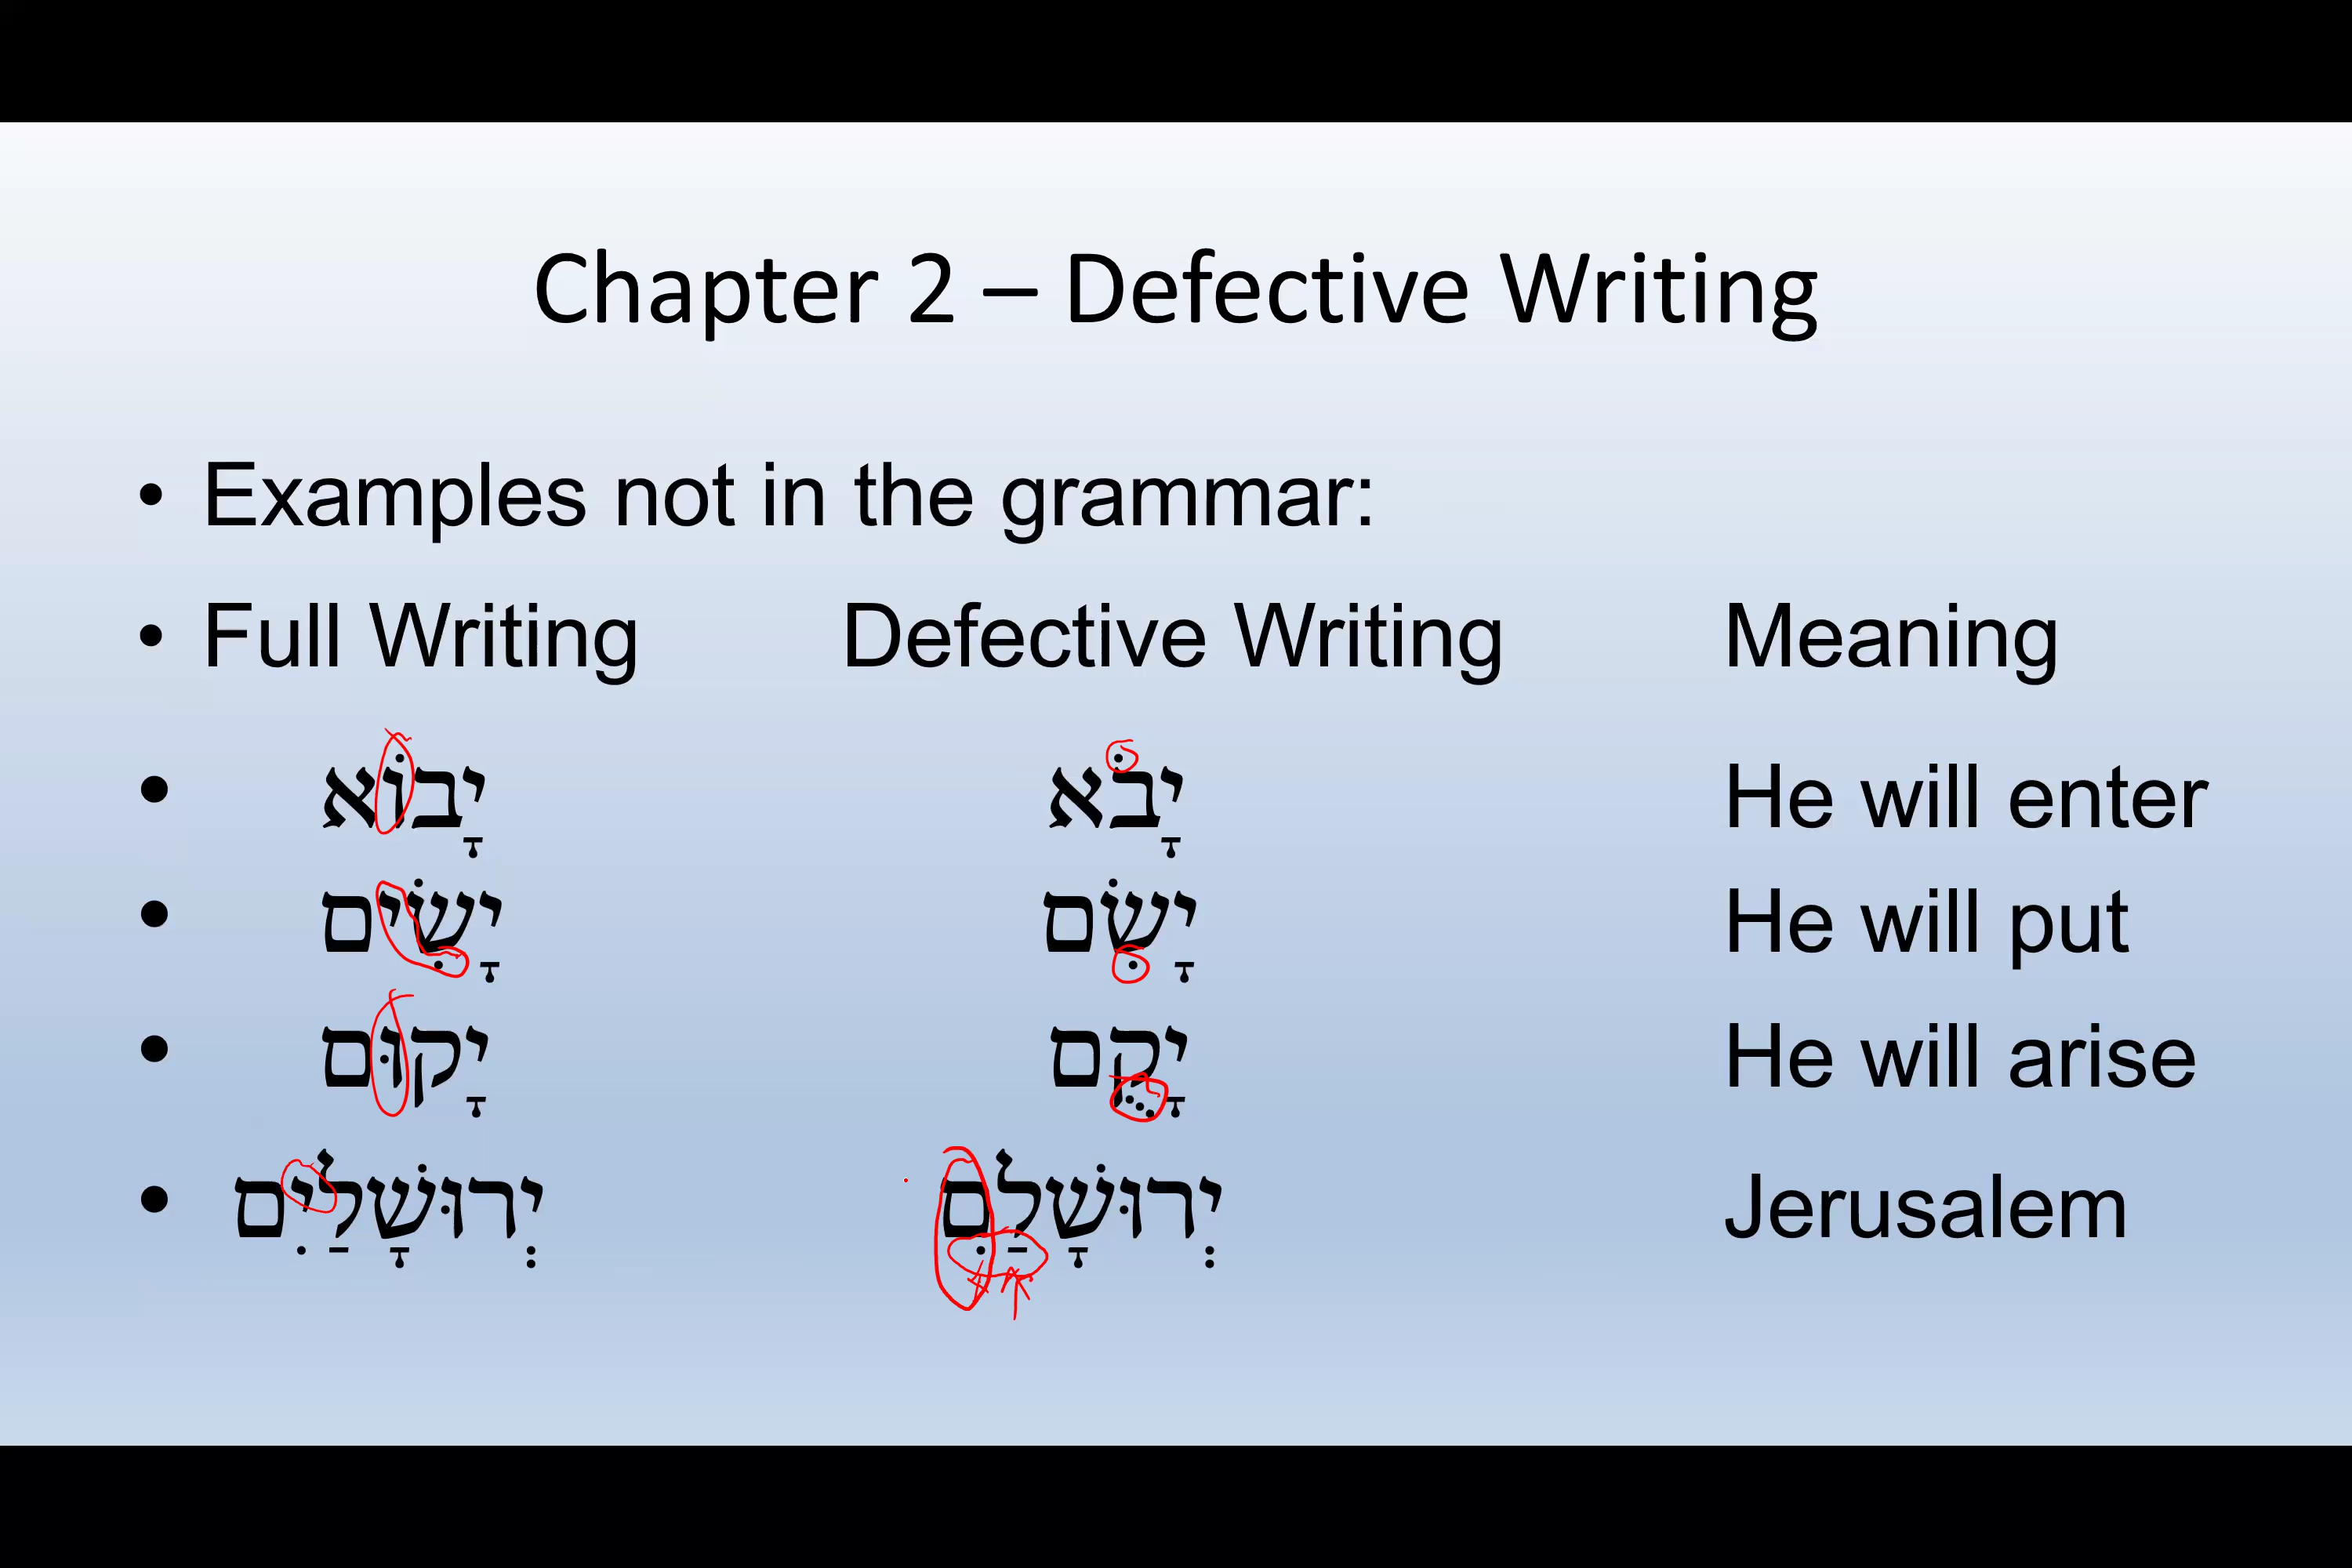 Chapter 2 – Defective Writing
• Examples not in the grammar:
• Full Writing Defective Writing Meaning
• יָבוֹא יָבֹא He will enter
• יָשִׂים יָשִׂם He will put
• יָקוּם יָקֻם He will arise
• יְרוּשָׁלַיִם יְרוּשָׁלַםִ Jerusalem